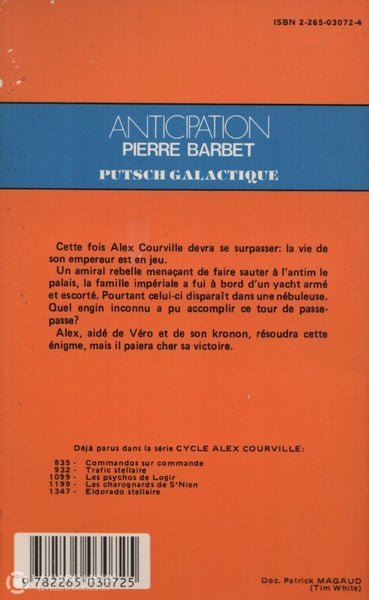 ISBN 2-265-03072-4
ANTICIPATION
PIERRE BARBET
PUTSCH GALACTIQUE
Cette fois Alex Courville devra se surpasser: la vie de
son empereur est en jeu.
Un amiral rebelle menaçant de faire sauter à l'antim le
palais, la famille impériale a fui à bord d'un yacht armé
et escorté. Pourtant celui-ci disparaît dans une nébuleuse.
Quel engin inconnu a pu accomplir ce tour de passe-
passe?
Alex, aidé de Véro et de son kronon, résoudra cette
énigme, mais il paiera cher sa victoire.
Déjà parus dans la série CYCLE ALEX COURVILLE:
835 - Commandos sur commande
932 - Trafic stellaire
1099 - Les psychos de Logir
1199 - Les charognards de S'Nien
1347 - Eldorado stellaire
9 782265 030725
Doc. Patrick MAGAUD
(Tim White)